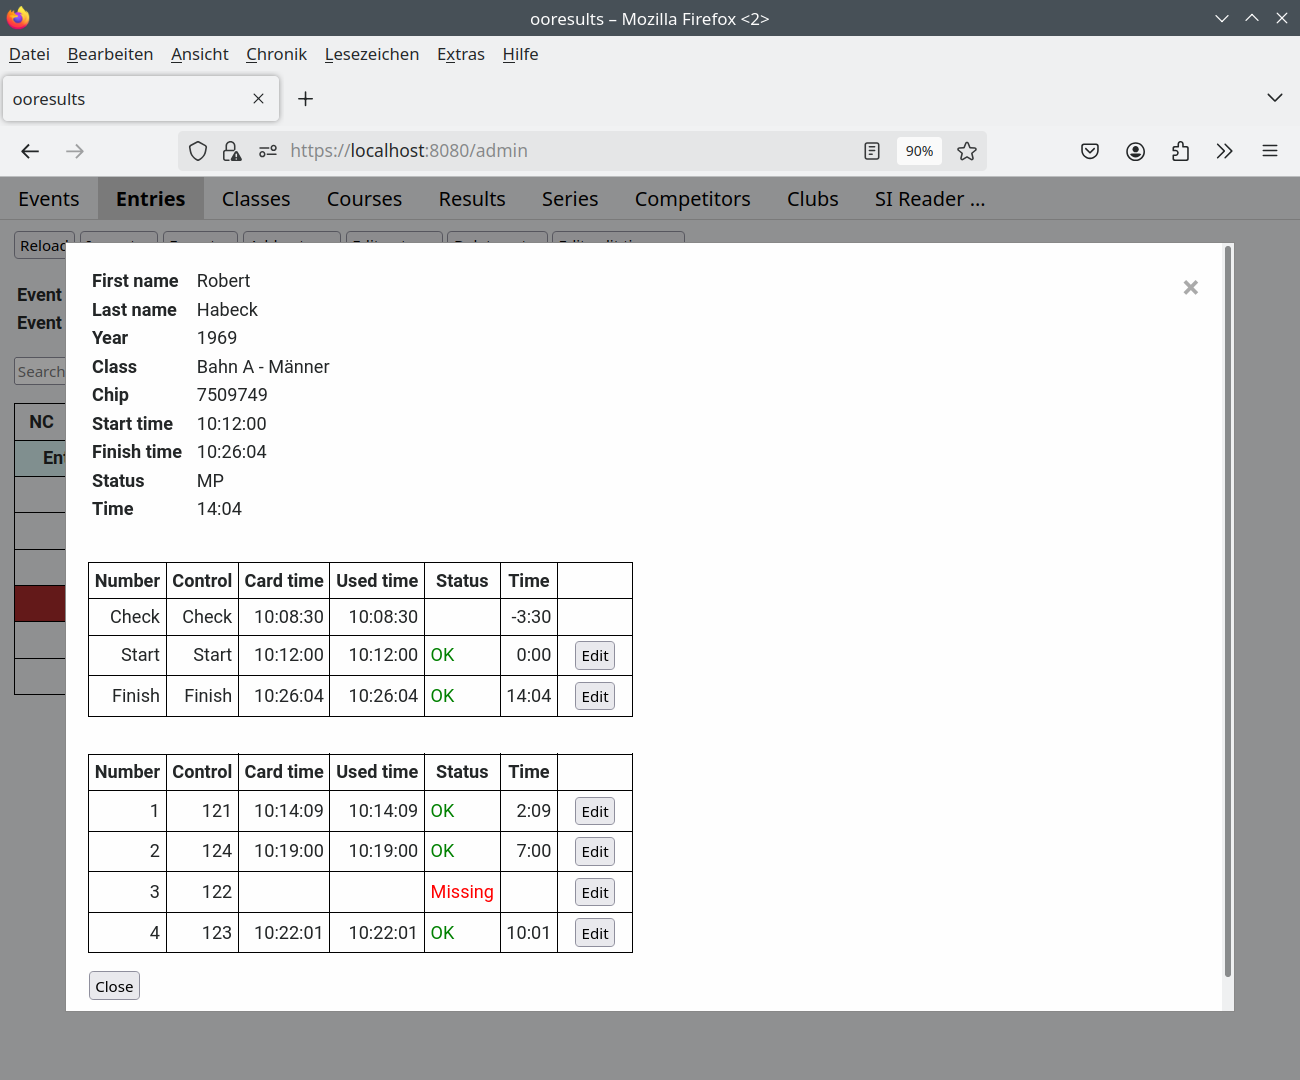 ooresults – Mozilla Firefox <2>
Datei Bearbeiten Ansicht Chronik Lesezeichen Extras Hilfe
ooresults
https://localhost:8080/admin 90%
Events Entries Classes Courses Results Series Competitors Clubs SI Reader ...
Reload
Event
Event
Search
NC
First name Robert
Last name Habeck
Year 1969
Class Bahn A - Männer
Chip 7509749
Start time 10:12:00
Finish time 10:26:04
Status MP
Time 14:04
Number Control Card time Used time Status Time
Check Check 10:08:30 10:08:30 -3:30
Start Start 10:12:00 10:12:00 OK 0:00 Edit
Finish Finish 10:26:04 10:26:04 OK 14:04 Edit
Number Control Card time Used time Status Time
1 121 10:14:09 10:14:09 OK 2:09 Edit
2 124 10:19:00 10:19:00 OK 7:00 Edit
3 122 Missing Edit
4 123 10:22:01 10:22:01 OK 10:01 Edit
Close